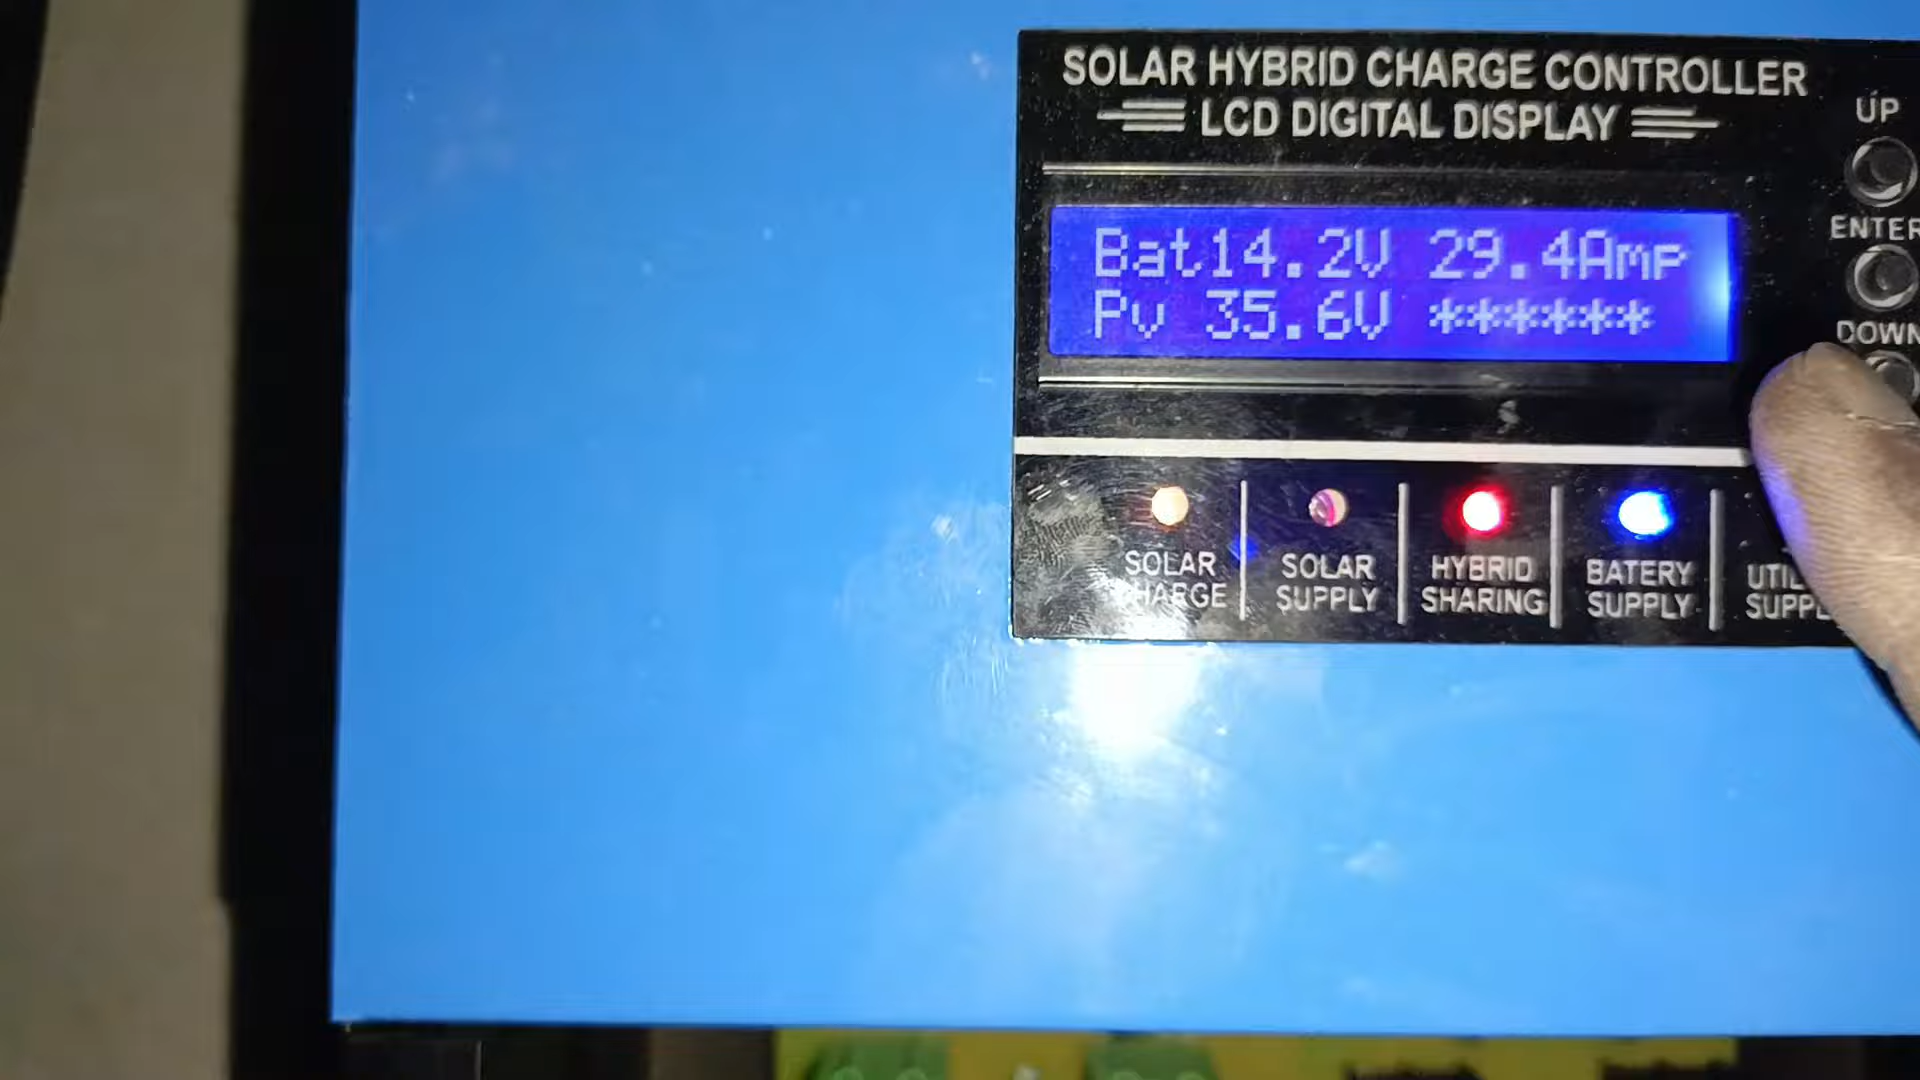 SOLAR HYBRID CHARGE CONTROLLER
LCD DIGITAL DISPLAY
UP
ENTER
DOWN
Bat14.2V 29.4Amp
Pv 35.6V ******
SOLAR
SOLAR SUPPLY
HYBRID SHARING
BATERY SUPPLY